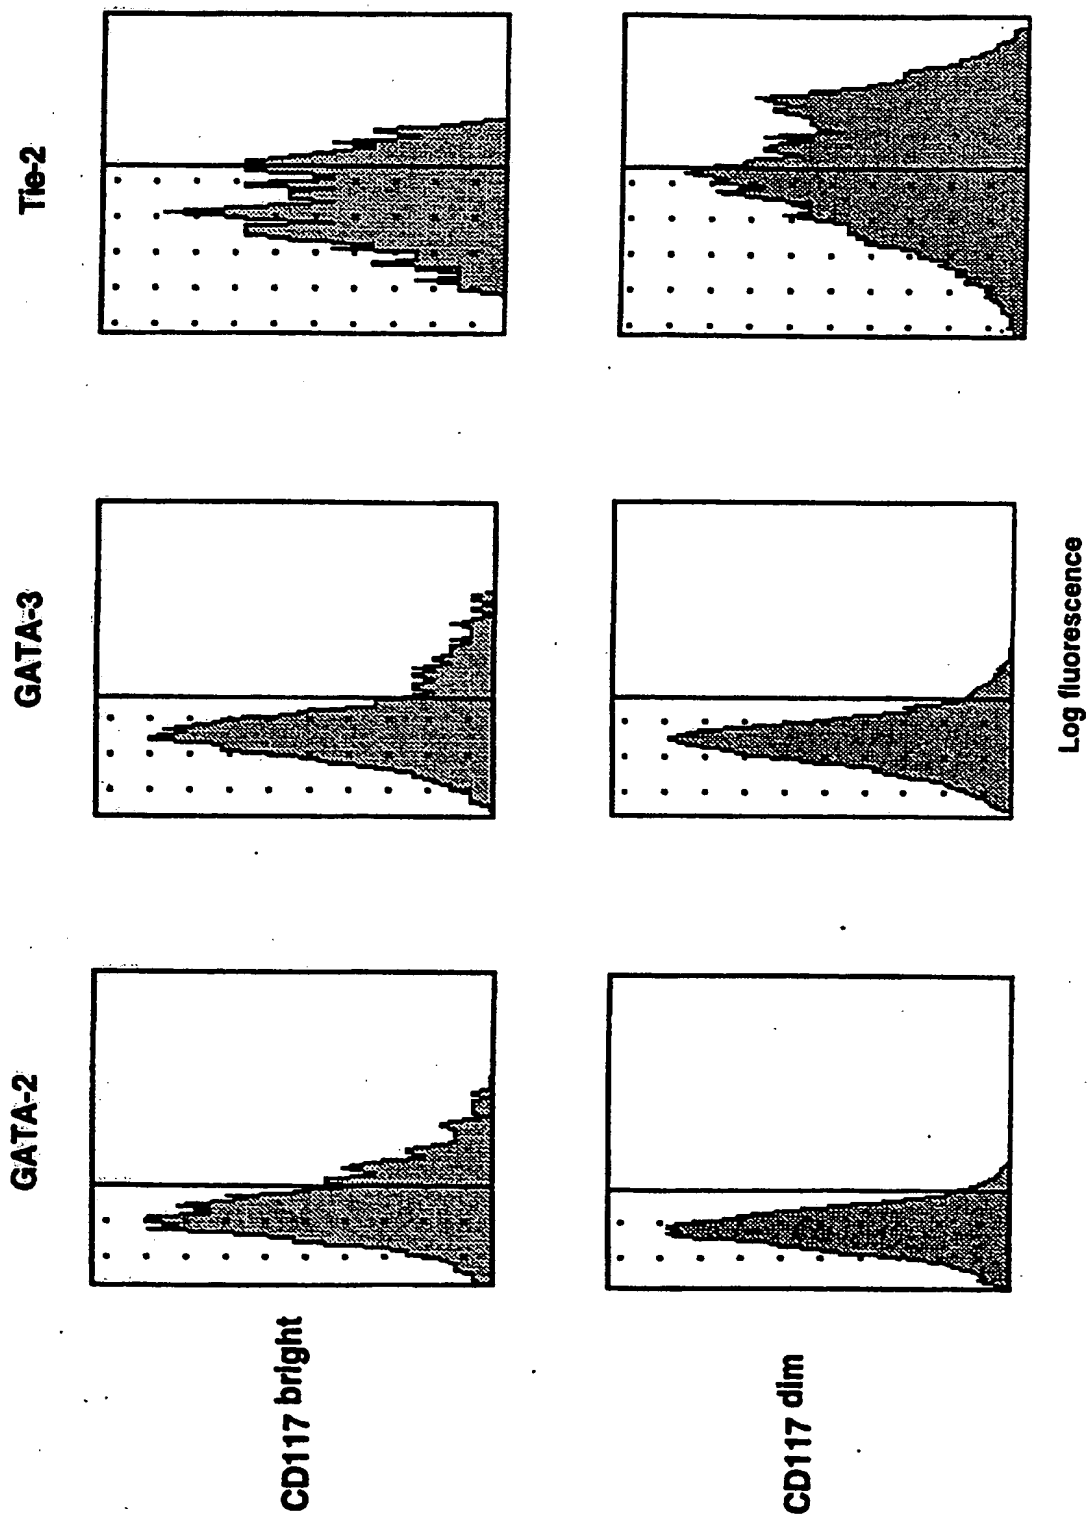 GATA-2
GATA-3
Tie-2
CD117 bright
CD117 dim
Log fluorescence